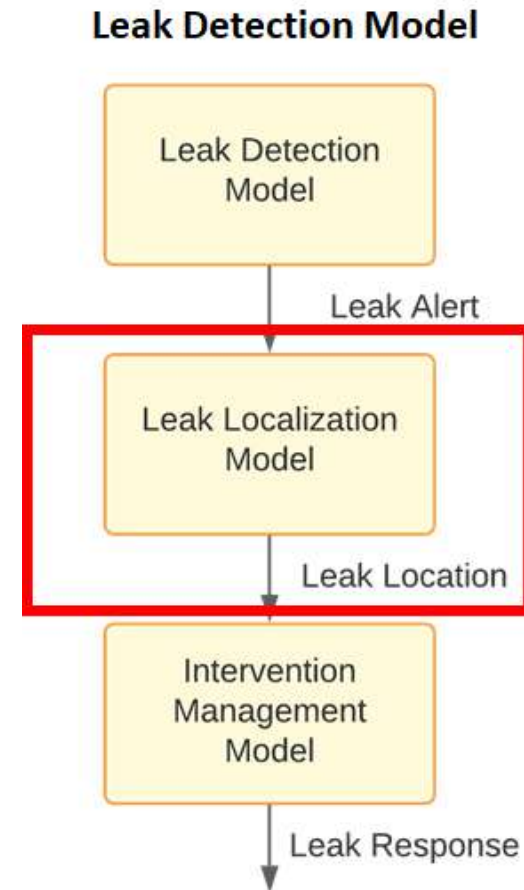 Leak Detection Model
Leak Detection
Model
Leak Alert
Leak Localization
Model
Leak Location
Intervention
Management
Model
Leak Response